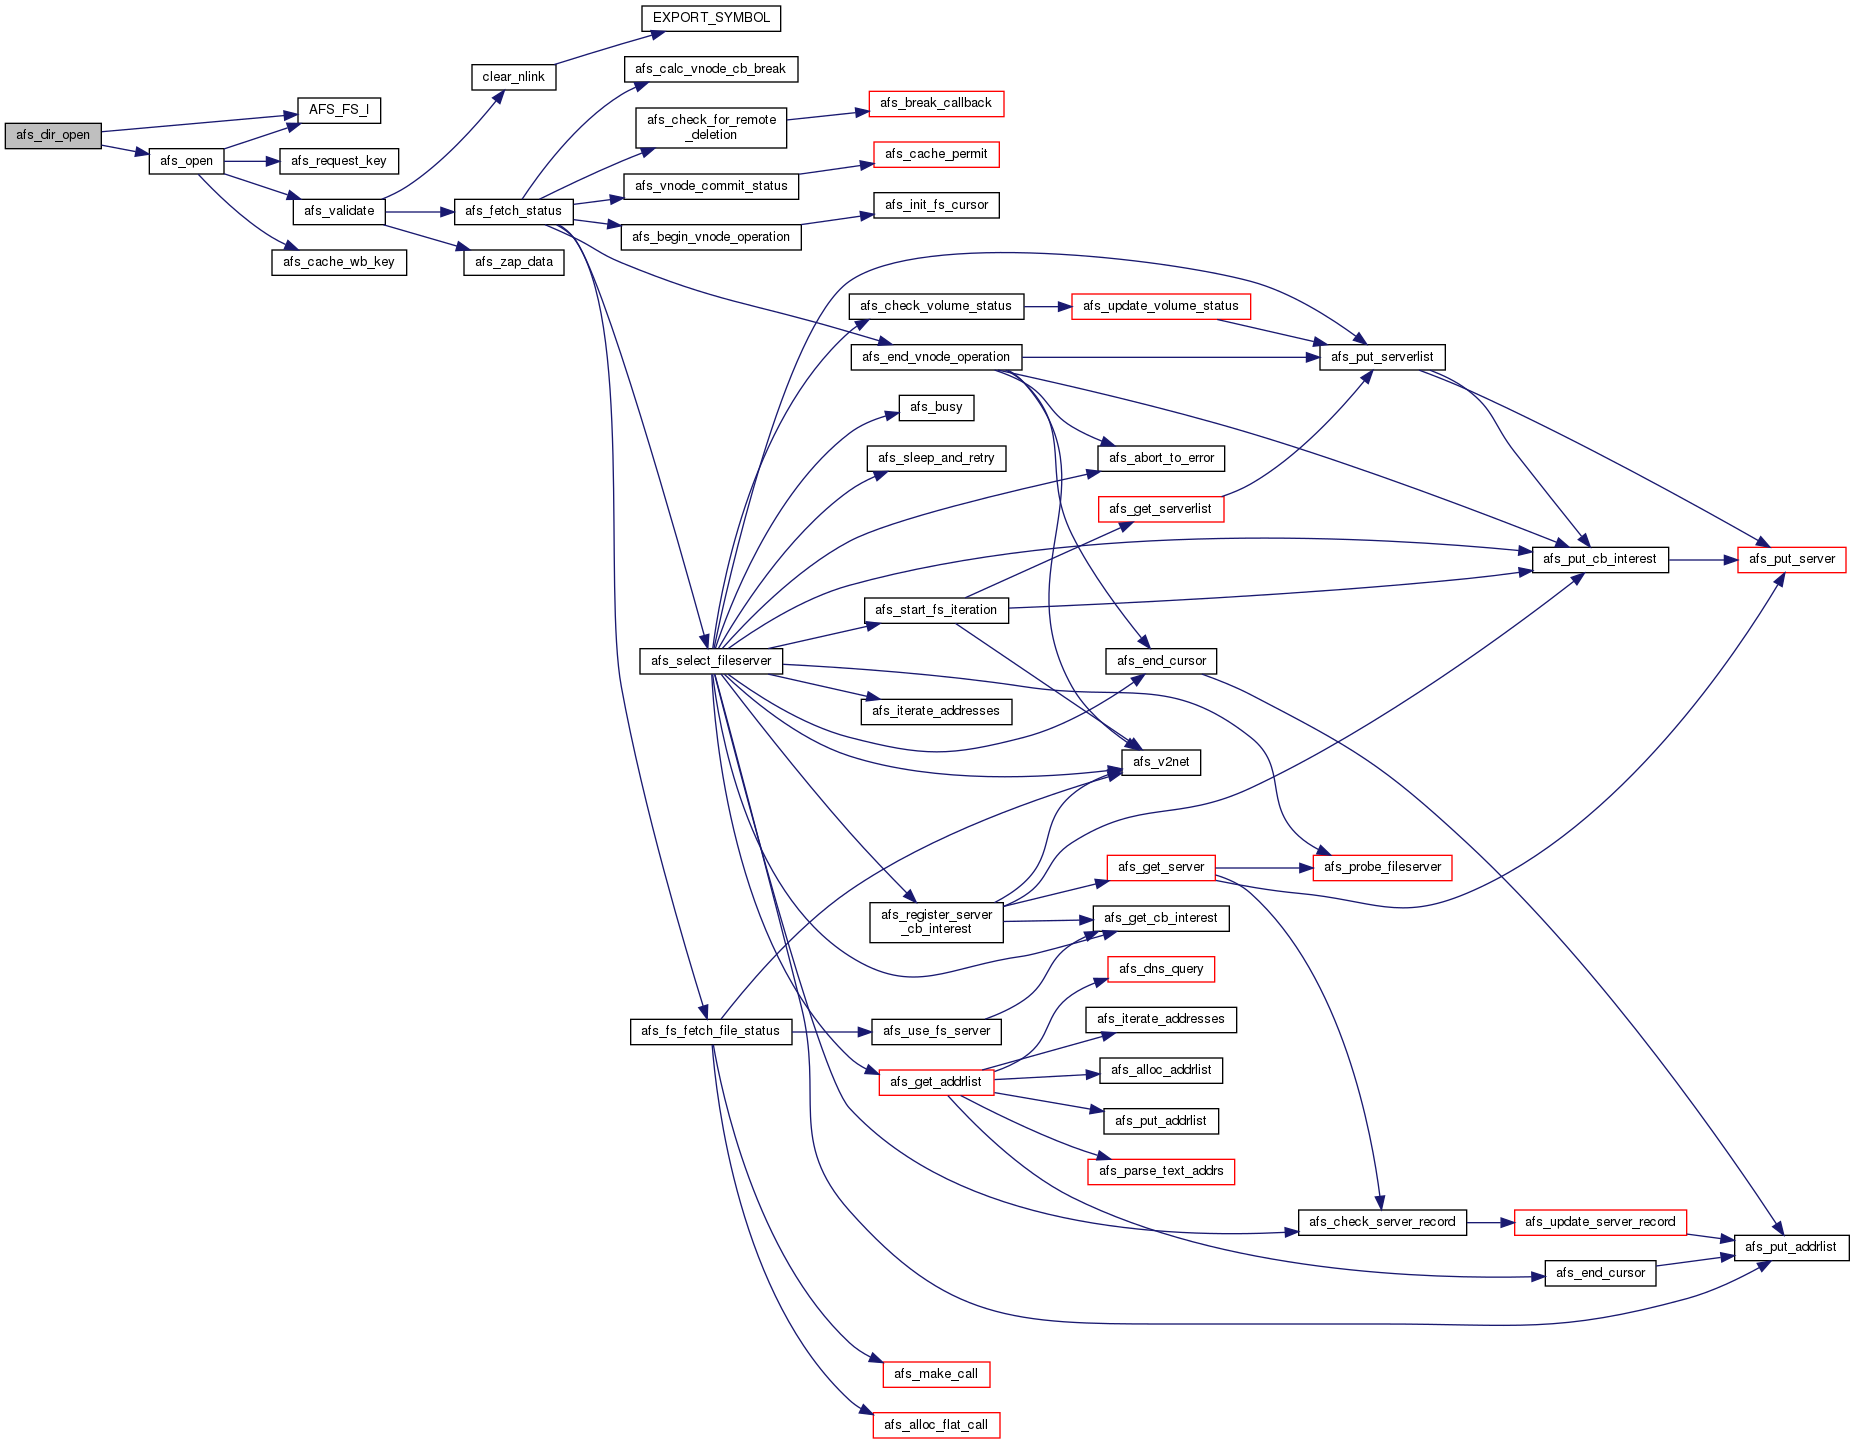 EXPORT_SYMBOL
clear_nlink
afs_calc_vnode_cb_break
AFS_FS_I
afs_break_callback
afs_dir_open
afs_check_for_remote
_deletion
afs_open
afs_request_key
afs_cache_permit
afs_vnode_commit_status
afs_validate
afs_fetch_status
afs_init_fs_cursor
afs_begin_vnode_operation
afs_cache_wb_key
afs_zap_data
afs_check_volume_status
afs_update_volume_status
afs_end_vnode_operation
afs_put_serverlist
afs_busy
afs_sleep_and_retry
afs_abort_to_error
afs_get_serverlist
afs_put_cb_interest
afs_put_server
afs_start_fs_iteration
afs_select_fileserver
afs_end_cursor
afs_iterate_addresses
afs_v2net
afs_get_server
afs_probe_fileserver
afs_register_server
_cb_interest
afs_get_cb_interest
afs_dns_query
afs_fs_fetch_file_status
afs_use_fs_server
afs_iterate_addresses
afs_get_addrlist
afs_alloc_addrlist
afs_put_addrlist
afs_parse_text_addrs
afs_check_server_record
afs_update_server_record
afs_put_addrlist
afs_end_cursor
afs_make_call
afs_alloc_flat_call